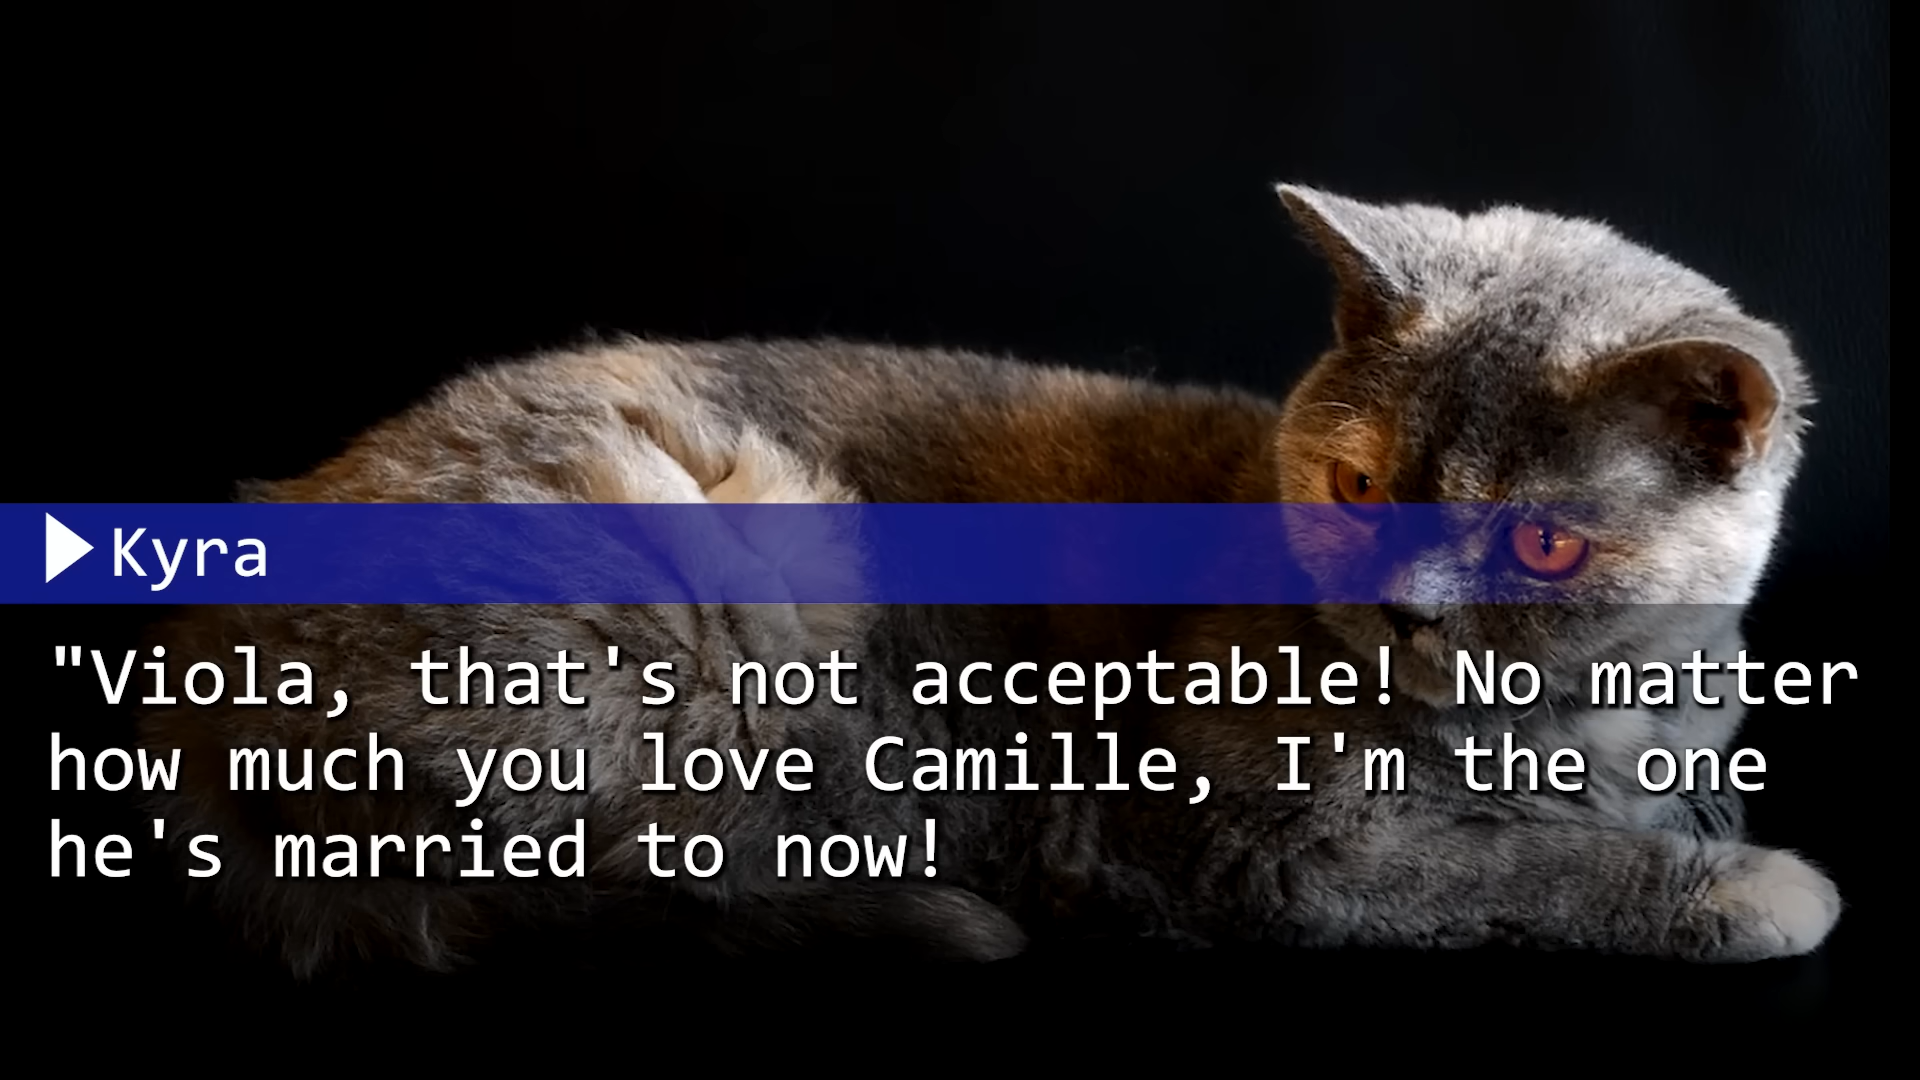 Kyra
"Viola, that's not acceptable! No matter
how much you love Camille, I'm the one
he's married to now!